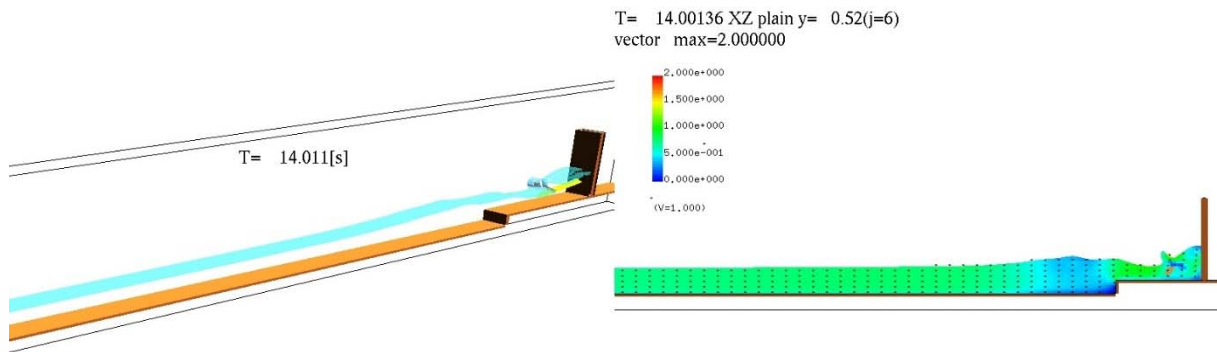 T= 14.011[s]
T= 14.00136 XZ plain y= 0.52(j=6)
vector max=2.000000
2.000e+000
1.500e+000
1.000e+000
5.000e-001
0.000e+000
(V=1.000)